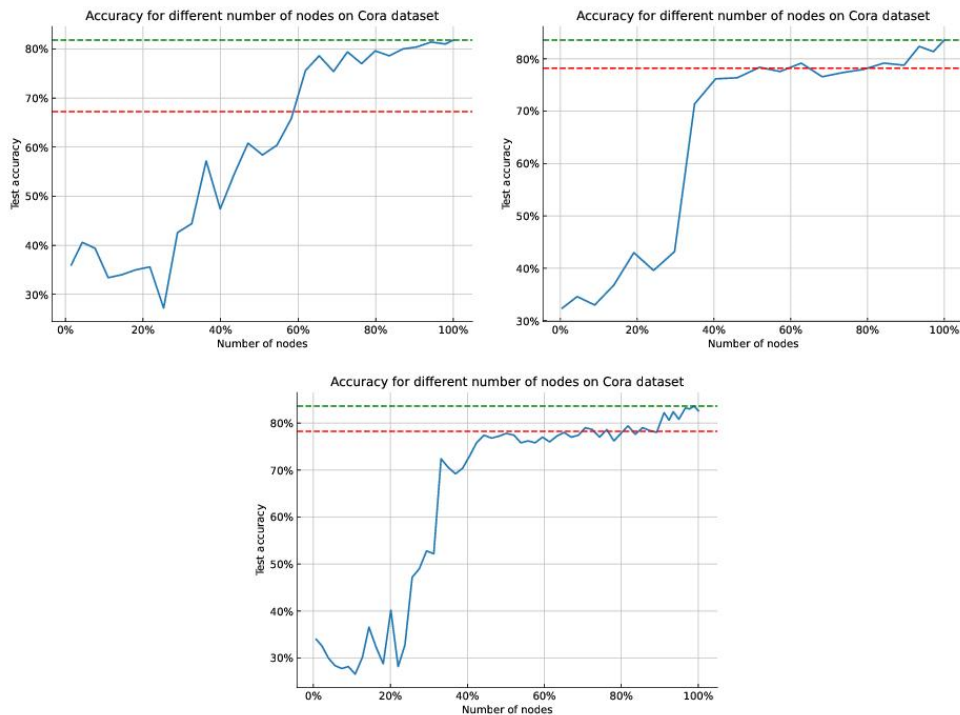 Accuracy for different number of nodes on Cora dataset
80%
70%
60%
50%
40%
30%
Test accuracy
0% 20% 40% 60% 80% 100%
Number of nodes
Accuracy for different number of nodes on Cora dataset
80%
70%
60%
50%
40%
30%
Test accuracy
0% 20% 40% 60% 80% 100%
Number of nodes
Accuracy for different number of nodes on Cora dataset
80%
70%
60%
50%
40%
30%
Test accuracy
0% 20% 40% 60% 80% 100%
Number of nodes